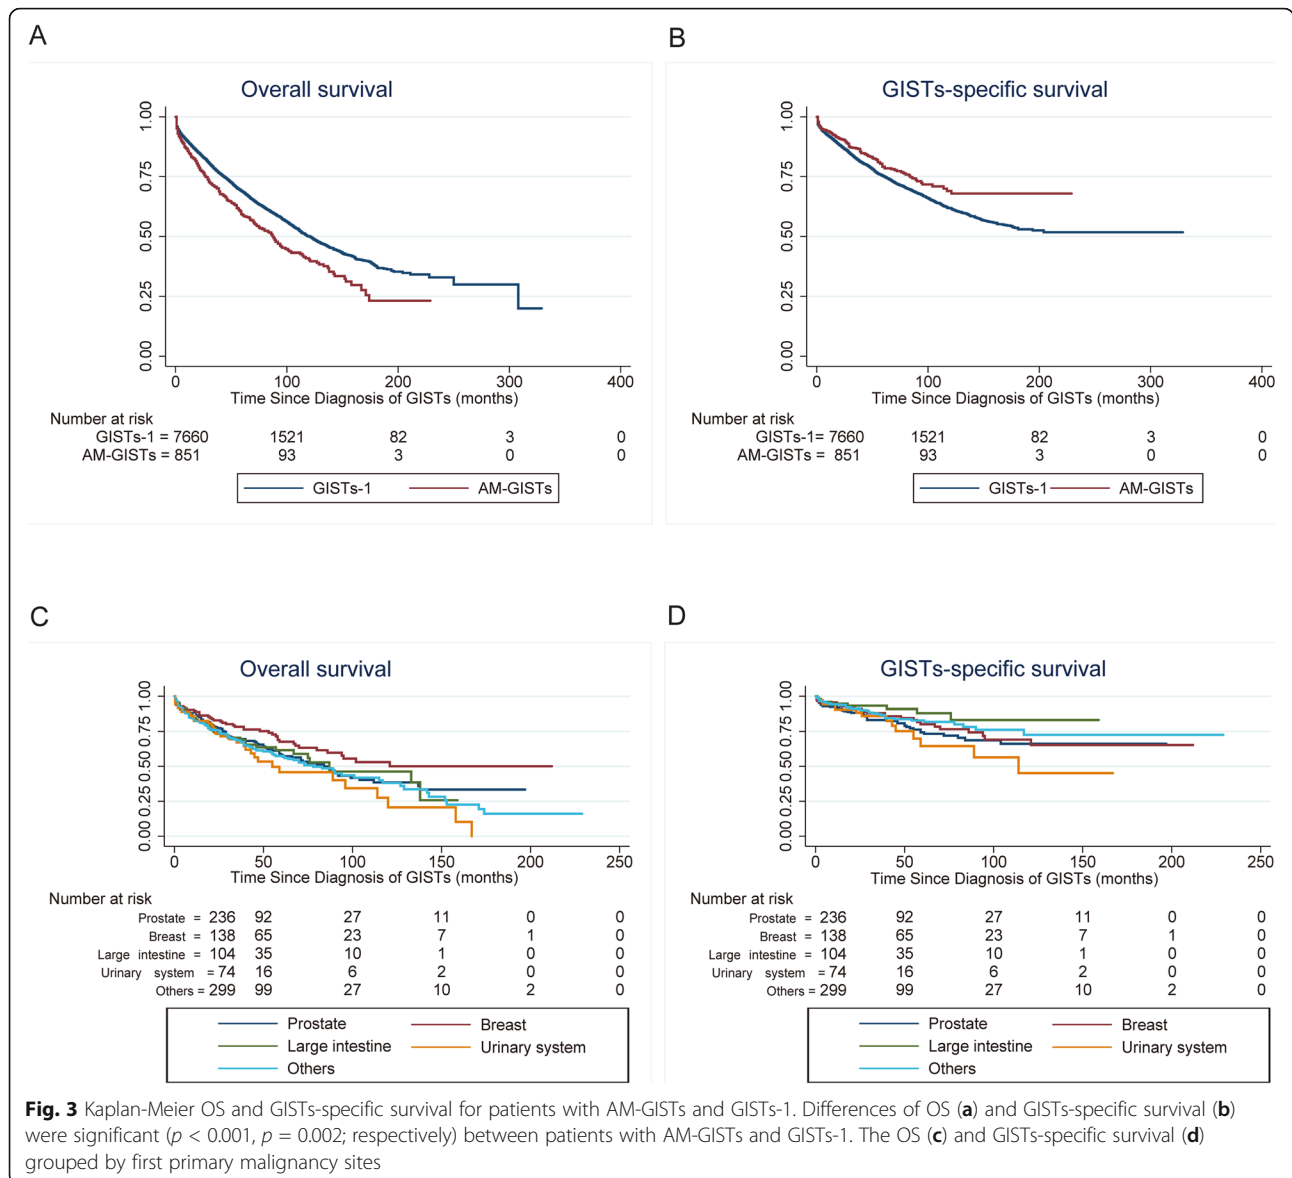 A
Overall survival
1.00
0.75
0.50
0.25
0.00
0 100 200 300 400
Time Since Diagnosis of GISTs (months)
Number at risk
GISTs-1 = 7660 1521 82 3 0
AM-GISTs = 851 93 3 0 0
GISTs-1 AM-GISTs
B
GISTs-specific survival
1.00
0.75
0.50
0.25
0.00
0 100 200 300 400
Time Since Diagnosis of GISTs (months)
Number at risk
GISTs-1= 7660 1521 82 3 0
AM-GISTs = 851 93 3 0 0
GISTs-1 AM-GISTs
C
Overall survival
1.00
0.75
0.50
0.25
0.00
0 50 100 150 200 250
Time Since Diagnosis of GISTs (months)
Number at risk
Prostate = 236 92 27 11 0 0
Breast = 138 65 23 7 1 0
Large intestine = 104 35 10 1 0 0
Urinary system = 74 16 6 2 0 0
Others = 299 99 27 10 2 0
Prostate Breast
Large intestine Urinary system
Others
D
GISTs-specific survival
1.00
0.75
0.50
0.25
0.00
0 50 100 150 200 250
Time Since Diagnosis of GISTs (months)
Number at risk
Prostate = 236 92 27 11 0 0
Breast = 138 65 23 7 1 0
Large intestine = 104 35 10 1 0 0
Urinary system = 74 16 6 2 0 0
Others = 299 99 27 10 2 0
Prostate Breast
Large intestine Urinary system
Others
Fig. 3 Kaplan-Meier OS and GISTs-specific survival for patients with AM-GISTs and GISTs-1. Differences of OS (a) and GISTs-specific survival (b)
were significant (p < 0.001, p = 0.002; respectively) between patients with AM-GISTs and GISTs-1. The OS (c) and GISTs-specific survival (d)
grouped by first primary malignancy sites